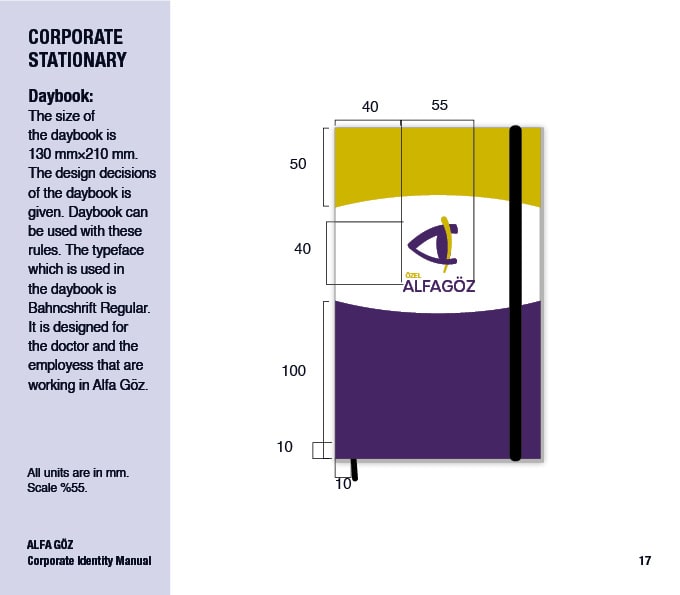 CORPORATE
STATIONARY
Daybook:
The size of
the daybook is
130 mm×210 mm.
The design decisions
of the daybook is
given. Daybook can
be used with these
rules. The typeface
which is used in
the daybook is
Bahncshrift Regular.
It is designed for
the doctor and the
employess that are
working in Alfa Göz.
All units are in mm.
Scale %55.
ALFA GÖZ
Corporate Identity Manual
40
55
50
40
ÖZEL
ALFAGÖZ
100
10
10
17